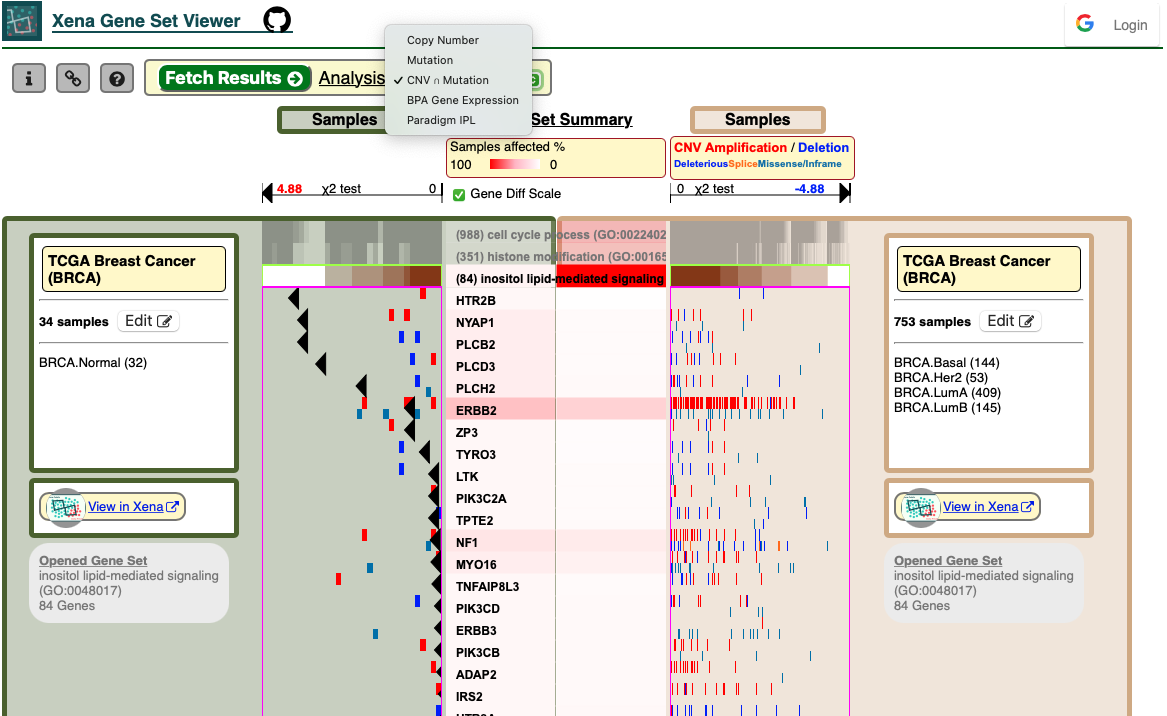 Xena Gene Set Viewer
Login
Copy Number
Mutation
✓ CNV ∩ Mutation
BPA Gene Expression
Paradigm IPL
Fetch Results
Analysis
Samples
Set Summary
Samples
Samples affected %
100 0
CNV Amplification / Deletion
Deleterious Splice Missense/Inframe
4.88 χ2 test 0
Gene Diff Scale
0 χ2 test -4.88
TCGA Breast Cancer
(BRCA)
34 samples Edit
BRCA.Normal (32)
View in Xena
Opened Gene Set
inositol lipid-mediated signaling
(GO:0048017)
84 Genes
(988) cell cycle process (GO:0022402
(351) histone modification (GO:00165
(84) inositol lipid-mediated signaling
HTR2B
NYAP1
PLCB2
PLCD3
PLCH2
ERBB2
ZP3
TYRO3
LTK
PIK3C2A
TPTE2
NF1
MYO16
TNFAIP8L3
PIK3CD
ERBB3
PIK3CB
ADAP2
IRS2
TCGA Breast Cancer
(BRCA)
753 samples Edit
BRCA.Basal (144)
BRCA.Her2 (53)
BRCA.LumA (409)
BRCA.LumB (145)
View in Xena
Opened Gene Set
inositol lipid-mediated signaling
(GO:0048017)
84 Genes